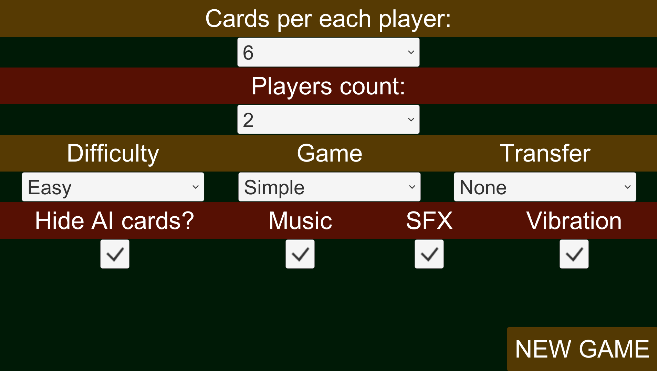 Cards per each player:
6
Players count:
2
Difficulty Game Transfer
Easy Simple None
Hide AI cards? Music SFX Vibration
NEW GAME